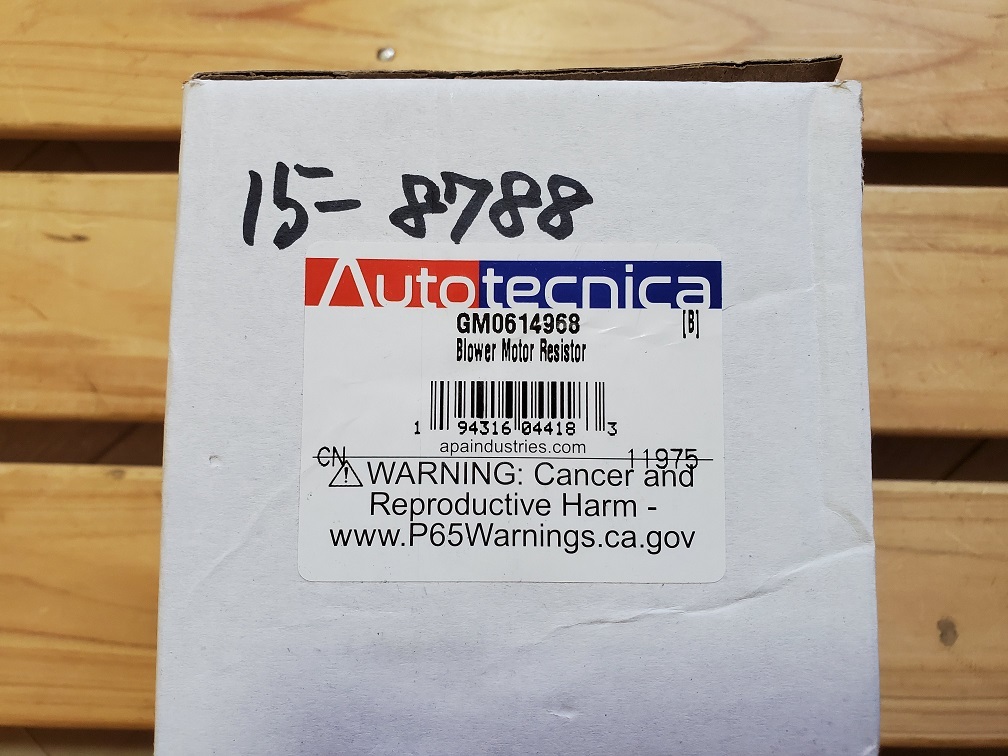 15-8788
Autotecnica
GM0614968 [B]
Blower Motor Resistor
1 94316 04418 3
apaindustries.com
CN 11975
WARNING: Cancer and
Reproductive Harm -
www.P65Warnings.ca.gov